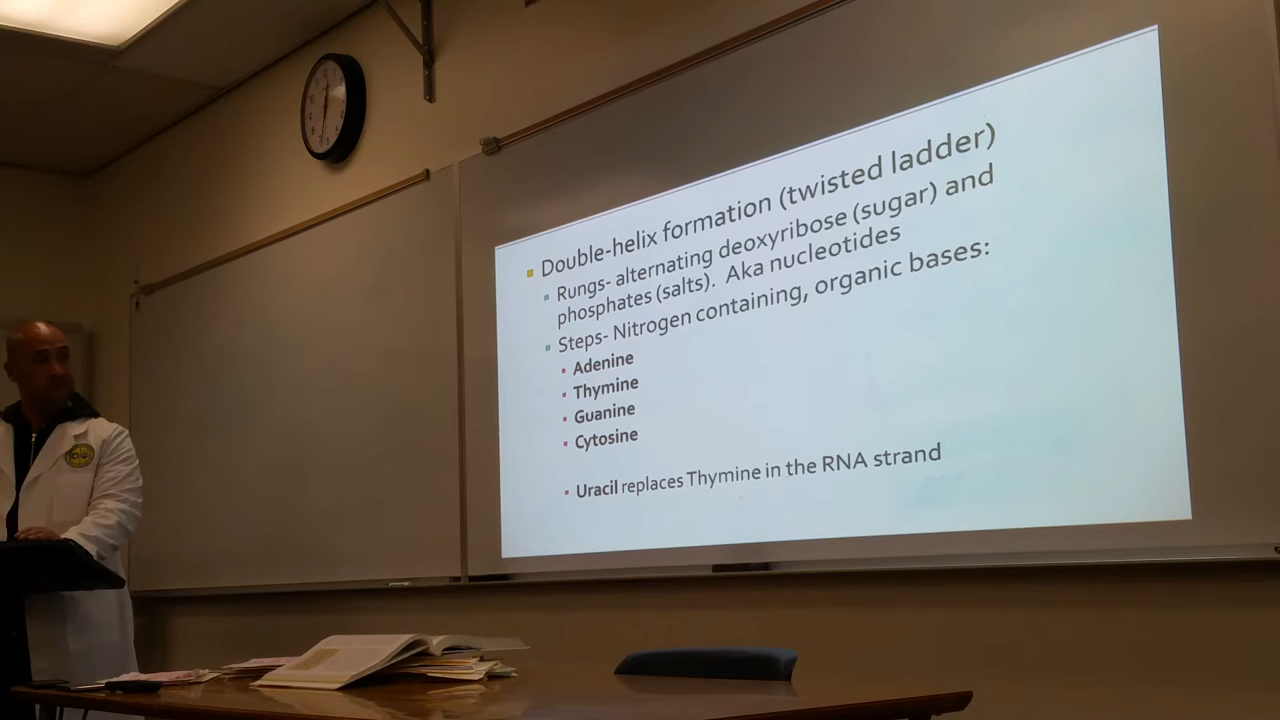 Double-helix formation (twisted ladder)
Rungs- alternating deoxyribose (sugar) and
phosphates (salts). Aka nucleotides
Steps- Nitrogen containing, organic bases:
Adenine
Thymine
Guanine
Cytosine
Uracil replaces Thymine in the RNA strand